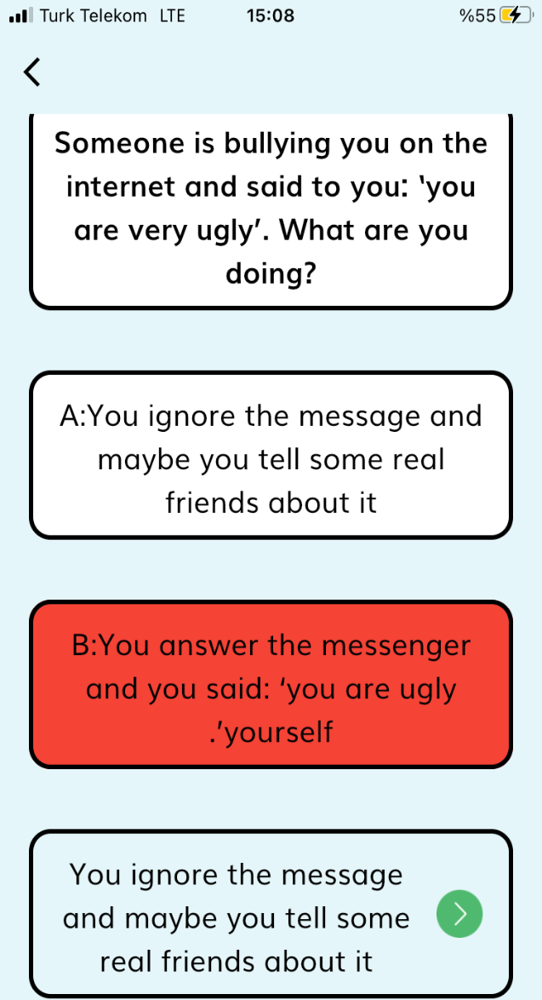 Turk Telekom LTE 15:08 %55
Someone is bullying you on the
internet and said to you: 'you
are very ugly'. What are you
doing?
A:You ignore the message and
maybe you tell some real
friends about it
B:You answer the messenger
and you said: ‘you are ugly
.’yourself
You ignore the message
and maybe you tell some
real friends about it